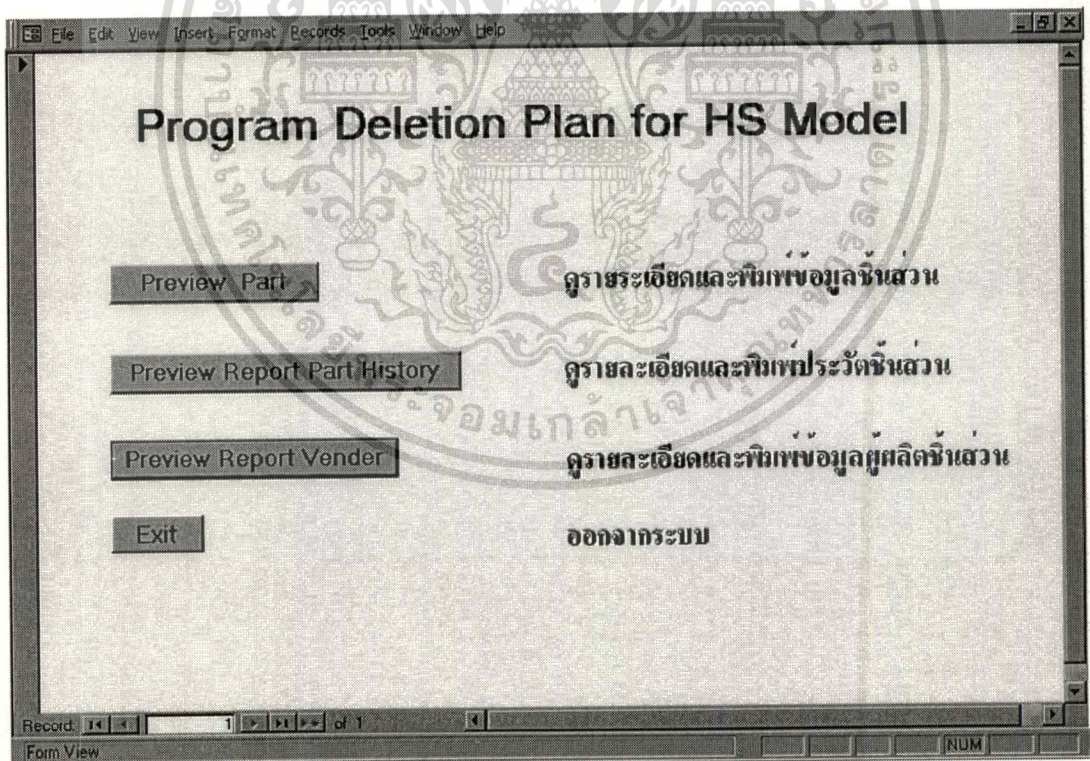 File Edit View Insert Format Records Tools Window Help
Program Deletion Plan for HS Model
Preview Part ดูรายระเอียดและพิมพ์ข้อมูลชิ้นส่วน
Preview Report Part History ดูรายละเอียดและพิมพ์ประวัตชิ้นส่วน
Preview Report Vender ดูรายละเอียดและพิมพ์ข้อมูลผู้ผลิตชิ้นส่วน
Exit ออกจากระบบ
Record: 1 of 1
Form View NUM